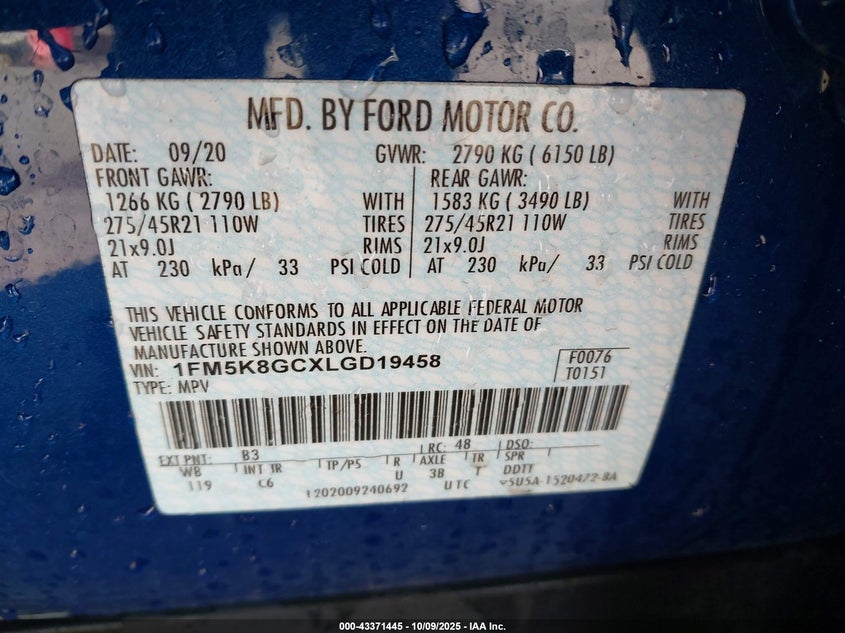 MFD. BY FORD MOTOR CO.
DATE: 09/20 GVWR: 2790 KG ( 6150 LB)
FRONT GAWR: REAR GAWR:
1266 KG ( 2790 LB) WITH 1583 KG ( 3490 LB) WITH
275/45R21 110W TIRES 275/45R21 110W TIRES
21x9.0J RIMS 21x9.0J RIMS
AT 230 kPa/ 33 PSI COLD AT 230 kPa/ 33 PSI COLD
THIS VEHICLE CONFORMS TO ALL APPLICABLE FEDERAL MOTOR
VEHICLE SAFETY STANDARDS IN EFFECT ON THE DATE OF
MANUFACTURE SHOWN ABOVE.
VIN: 1FM5K8GCXLGD19458 F0076
TYPE: MPV T0151
EXT PNT: B3 RC: 48 DSO:
WB INT TR TP/PS R AXLE TR SPR
119 C6 U 3B T DDTT
1202009240692 UTC 5U5A-1520472-BA
000-43371445 - 10/09/2025 - IAA Inc.